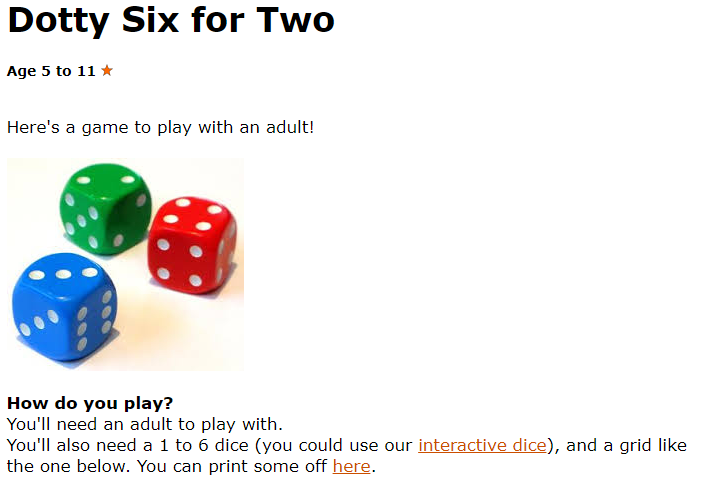 Dotty Six for Two
Age 5 to 11
Here's a game to play with an adult!
How do you play?
You'll need an adult to play with.
You'll also need a 1 to 6 dice (you could use our interactive dice), and a grid like
the one below. You can print some off here.